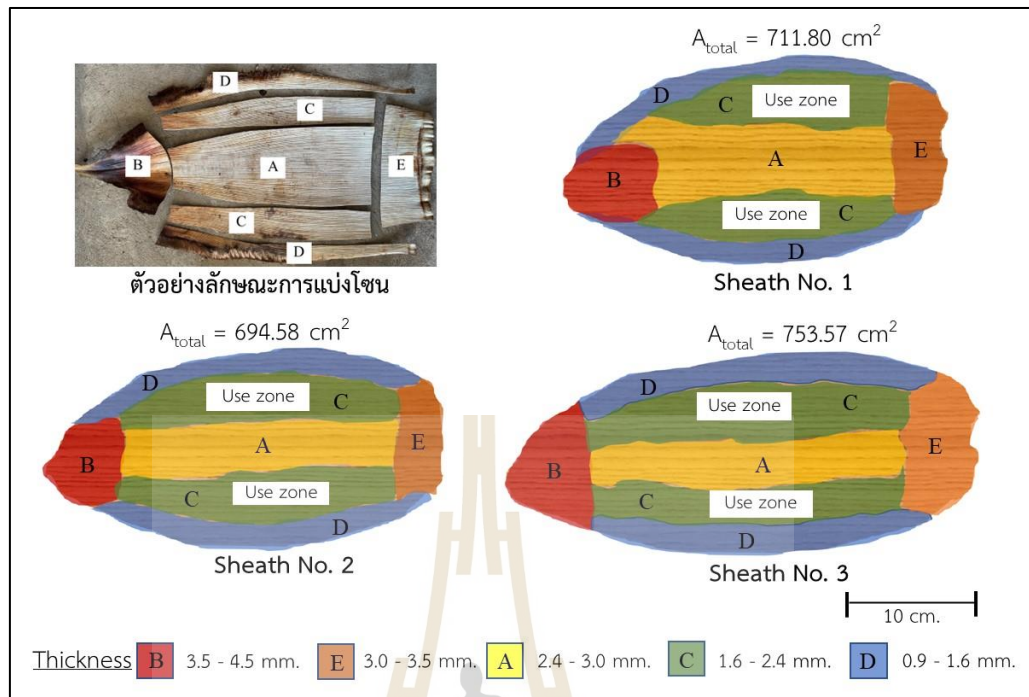 D
C
B
A
E
C
D
ตัวอย่างลักษณะการแบ่งโซน
A_total = 711.80 cm²
D
C
Use zone
A
E
B
Use zone
C
D
Sheath No. 1
A_total = 694.58 cm²
D
Use zone
C
A
E
B
C
Use zone
D
Sheath No. 2
A_total = 753.57 cm²
D
Use zone
C
E
B
A
C
Use zone
D
Sheath No. 3
10 cm.
Thickness B 3.5 - 4.5 mm. E 3.0 - 3.5 mm. A 2.4 - 3.0 mm. C 1.6 - 2.4 mm. D 0.9 - 1.6 mm.